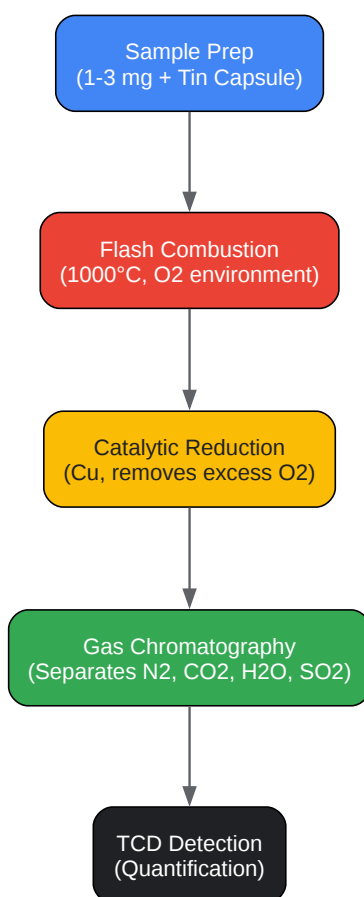 Sample Prep
(1-3 mg + Tin Capsule)
Flash Combustion
(1000°C, O2 environment)
Catalytic Reduction
(Cu, removes excess O2)
Gas Chromatography
(Separates N2, CO2, H2O, SO2)
TCD Detection
(Quantification)